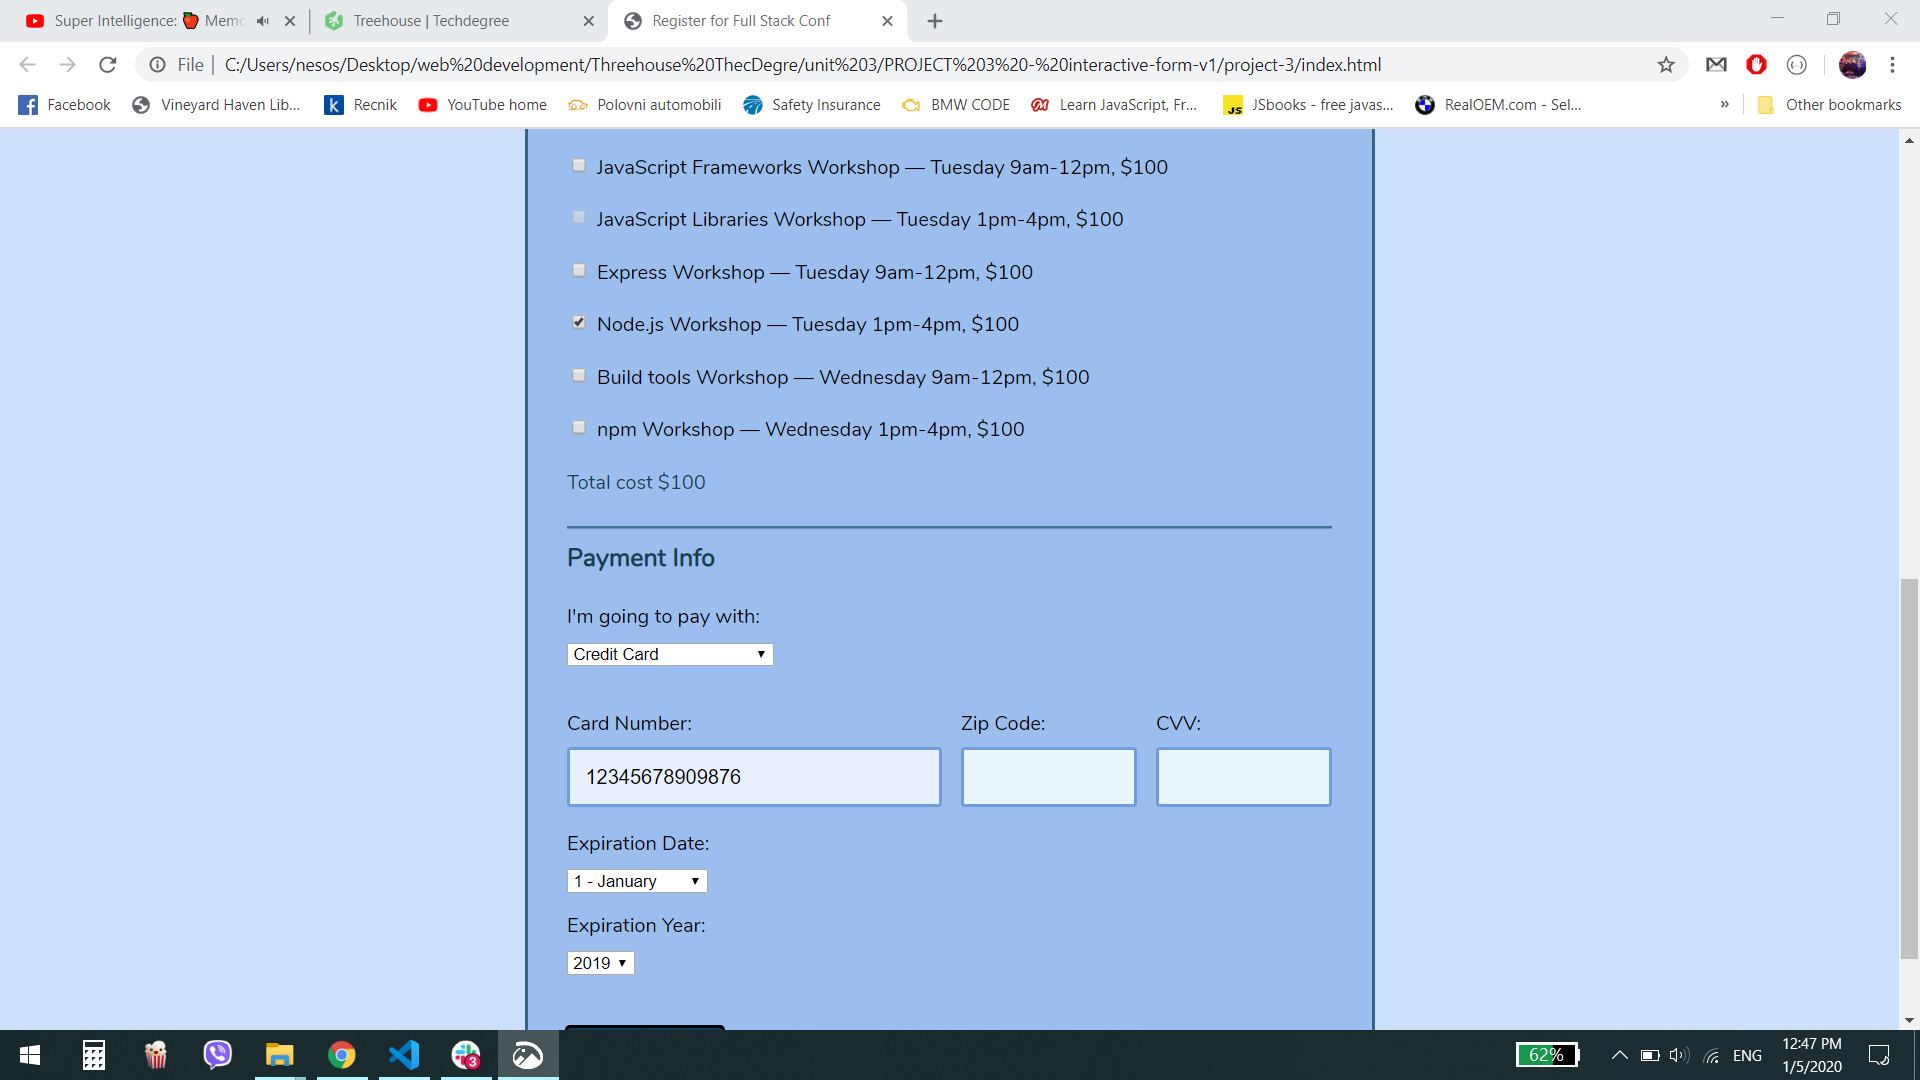 Super Intelligence: 🍎 Memo
Treehouse | Techdegree
Register for Full Stack Conf
File | C:/Users/nesos/Desktop/web%20development/Threehouse%20ThecDegre/unit%203/PROJECT%203%20-%20interactive-form-v1/project-3/index.html
Facebook Vineyard Haven Lib... Recnik YouTube home Polovni automobili Safety Insurance BMW CODE Learn JavaScript, Fr... JSbooks - free javas... RealOEM.com - Sel... » Other bookmarks
JavaScript Frameworks Workshop — Tuesday 9am-12pm, $100
JavaScript Libraries Workshop — Tuesday 1pm-4pm, $100
Express Workshop — Tuesday 9am-12pm, $100
Node.js Workshop — Tuesday 1pm-4pm, $100
Build tools Workshop — Wednesday 9am-12pm, $100
npm Workshop — Wednesday 1pm-4pm, $100
Total cost $100
Payment Info
I'm going to pay with:
Credit Card
Card Number: Zip Code: CVV:
12345678909876
Expiration Date:
1 - January
Expiration Year:
2019
3
62%
ENG
12:47 PM
1/5/2020